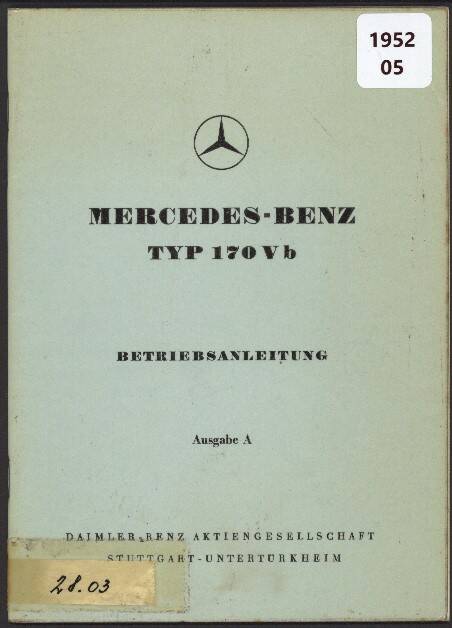 1952
05
MERCEDES-BENZ
TYP 170 Vb
BETRIEBSANLEITUNG
Ausgabe A
DAIMLER-BENZ AKTIENGESELLSCHAFT
STUTTGART-UNTERTÜRKHEIM
28.03